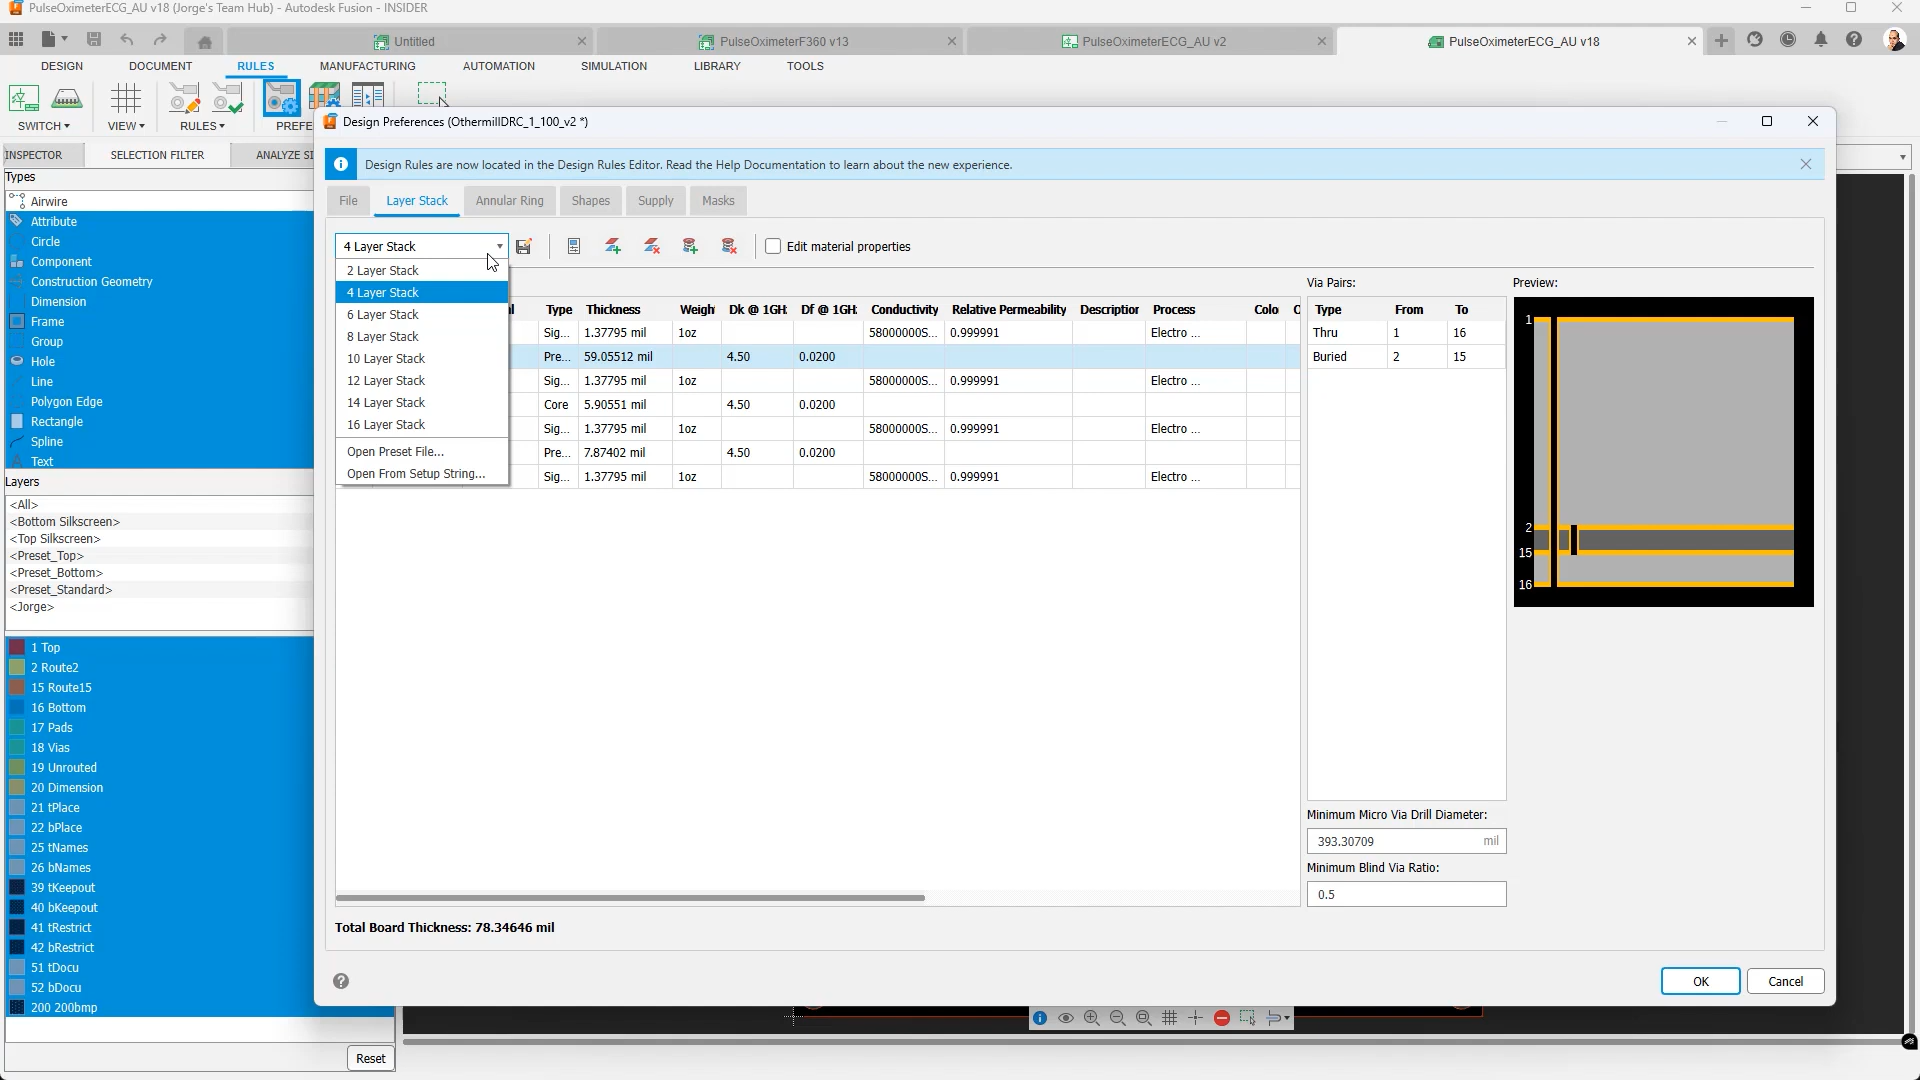 PulseOximeterECG_AU v18 (Jorge's Team Hub) - Autodesk Fusion - INSIDER
Untitled
PulseOximeterF360 v13
PulseOximeterECG_AU v2
PulseOximeterECG_AU v18
DESIGN
DOCUMENT
RULES
MANUFACTURING
AUTOMATION
SIMULATION
LIBRARY
TOOLS
SWITCH
VIEW
RULES
PREFE
INSPECTOR
SELECTION FILTER
ANALYZE SI
Types
Airwire
Attribute
Circle
Component
Construction Geometry
Dimension
Frame
Group
Hole
Line
Polygon Edge
Rectangle
Spline
Text
Layers
<All>
<Bottom Silkscreen>
<Top Silkscreen>
<Preset_Top>
<Preset_Bottom>
<Preset_Standard>
<Jorge>
1 Top
2 Route2
15 Route15
16 Bottom
17 Pads
18 Vias
19 Unrouted
20 Dimension
21 tPlace
22 bPlace
25 tNames
26 bNames
39 tKeepout
40 bKeepout
41 tRestrict
42 bRestrict
51 tDocu
52 bDocu
200 200bmp
Reset
Design Preferences (OthermillDRC_1_100_v2 *)
Design Rules are now located in the Design Rules Editor. Read the Help Documentation to learn about the new experience.
File
Layer Stack
Annular Ring
Shapes
Supply
Masks
4 Layer Stack
Edit material properties
2 Layer Stack
4 Layer Stack
6 Layer Stack
8 Layer Stack
10 Layer Stack
12 Layer Stack
14 Layer Stack
16 Layer Stack
Open Preset File...
Open From Setup String...
Type Thickness Weigh Dk @ 1GH Df @ 1GH Conductivity Relative Permeability Description Process Colo
Sig... 1.37795 mil 1oz 58000000S... 0.999991 Electro ...
Pre... 59.05512 mil 4.50 0.0200
Sig... 1.37795 mil 1oz 58000000S... 0.999991 Electro ...
Core 5.90551 mil 4.50 0.0200
Sig... 1.37795 mil 1oz 58000000S... 0.999991 Electro ...
Pre... 7.87402 mil 4.50 0.0200
Sig... 1.37795 mil 1oz 58000000S... 0.999991 Electro ...
Total Board Thickness: 78.34646 mil
Via Pairs:
Type From To
Thru 1 16
Buried 2 15
Minimum Micro Via Drill Diameter:
393.30709 mil
Minimum Blind Via Ratio:
0.5
Preview:
1
2
15
16
OK
Cancel